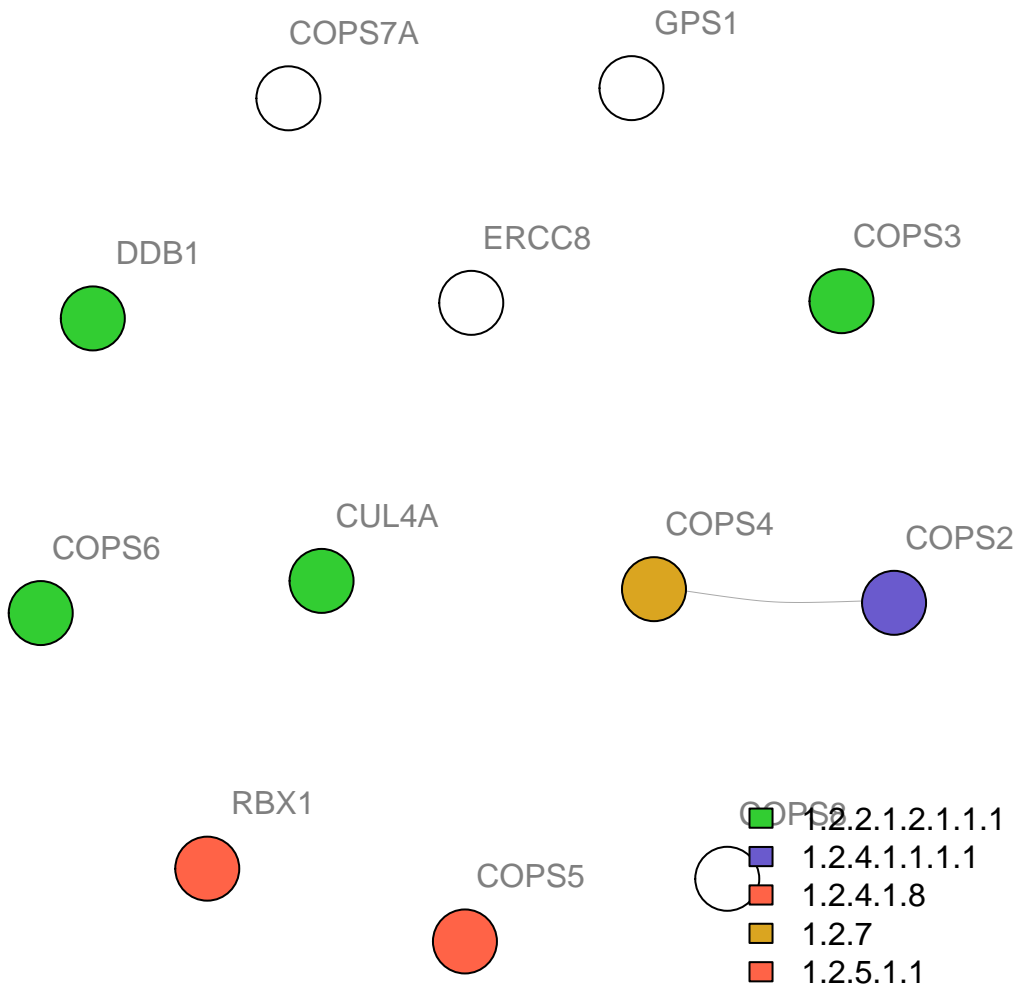 GPS1
COPS7A
COPS3
ERCC8
DDB1
CUL4A
COPS4
COPS2
COPS6
RBX1
COPS8
1.2.2.1.2.1.1.1
1.2.4.1.1.1.1
COPS5
1.2.4.1.8
1.2.7
1.2.5.1.1